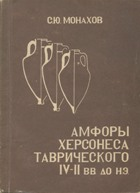 С.Ю. МОНАХОВ
АМФОРЫ
ХЕРСОНЕСА
ТАВРИЧЕСКОГО
IV-II ВВ ДО НЭ